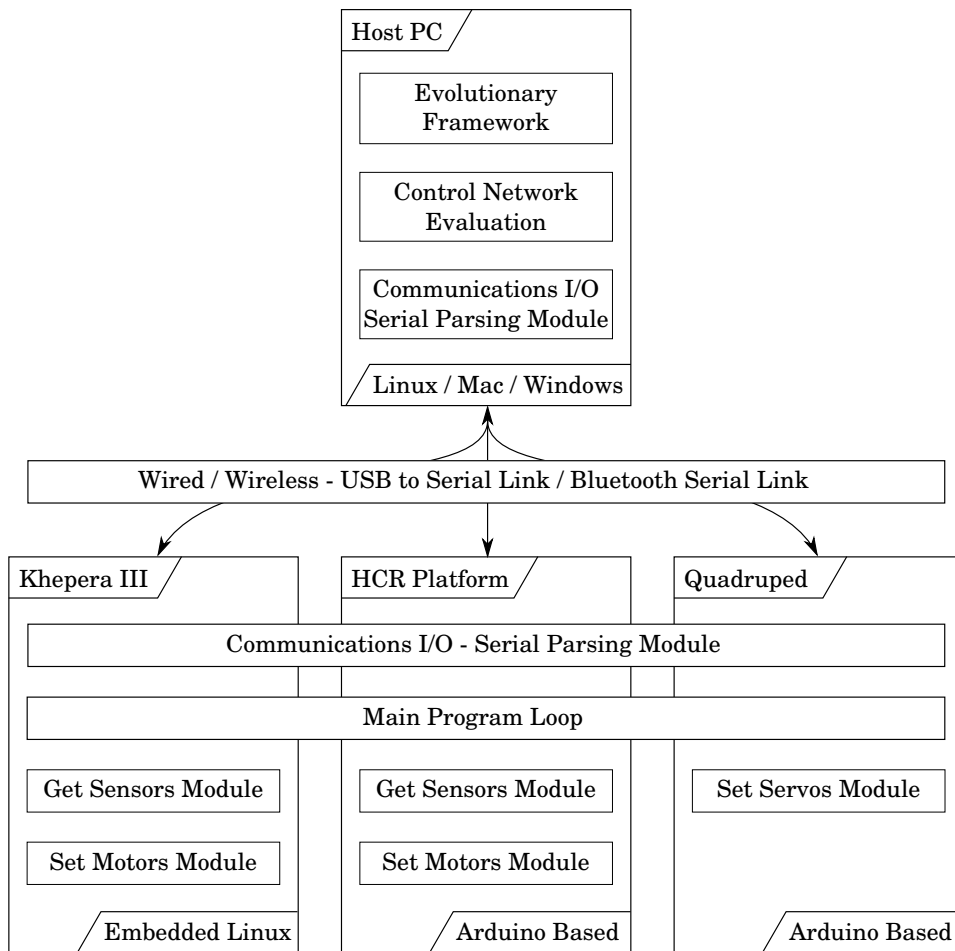 Host PC
Evolutionary
Framework
Control Network
Evaluation
Communications I/O
Serial Parsing Module
Linux / Mac / Windows
Wired / Wireless - USB to Serial Link / Bluetooth Serial Link
Khepera III
HCR Platform
Quadruped
Communications I/O - Serial Parsing Module
Main Program Loop
Get Sensors Module
Get Sensors Module
Set Servos Module
Set Motors Module
Set Motors Module
Embedded Linux
Arduino Based
Arduino Based